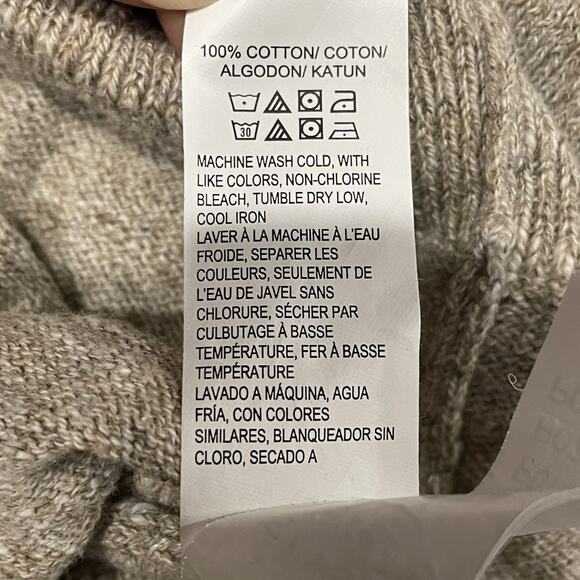 100% COTTON/ COTON/
ALGODON/ KATUN
30
MACHINE WASH COLD, WITH
LIKE COLORS, NON-CHLORINE
BLEACH, TUMBLE DRY LOW,
COOL IRON
LAVER À LA MACHINE À L'EAU
FROIDE, SEPARER LES
COULEURS, SEULEMENT DE
L'EAU DE JAVEL SANS
CHLORURE, SÉCHER PAR
CULBUTAGE À BASSE
TEMPÉRATURE, FER À BASSE
TEMPÉRATURE
LAVADO A MÁQUINA, AGUA
FRÍA, CON COLORES
SIMILARES, BLANQUEADOR SIN
CLORO, SECADO A